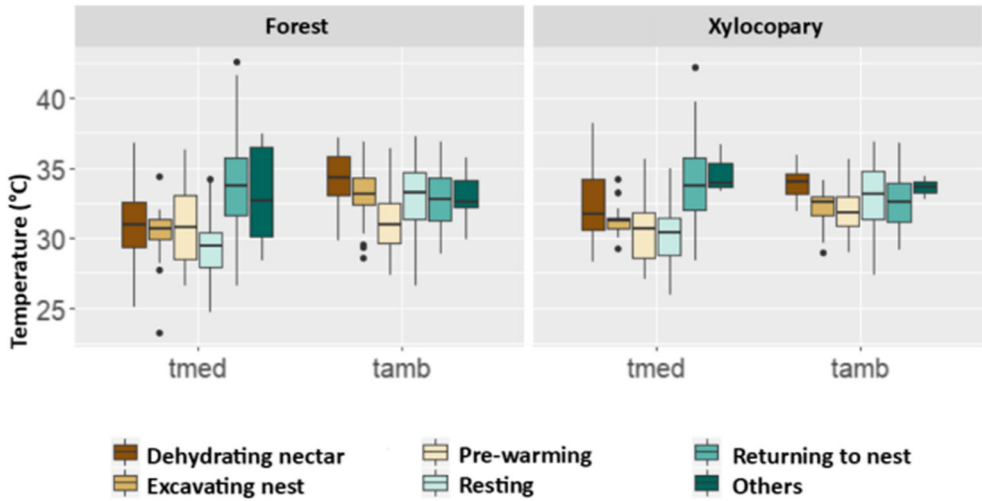 Forest Xylocopary
Temperature (°C)
40
35
30
25
tmed tamb tmed tamb
Dehydrating nectar Pre-warming Returning to nest
Excavating nest Resting Others